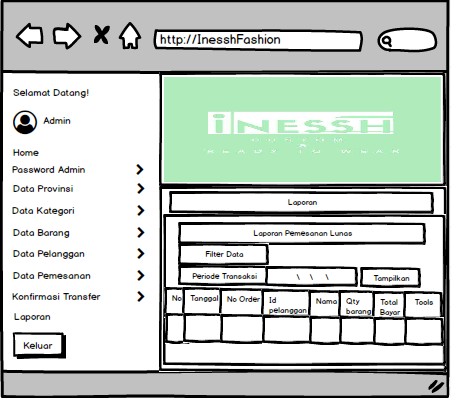 http://InesshFashion
Selamat Datang!
Admin
Home
Password Admin
Data Provinsi
Data Kategori
Data Barang
Data Pelanggan
Data Pemesanan
Konfirmasi Transfer
Laporan
Keluar
iNESSH
READY TO WEAR
Laporan
Laporan Pemesanan Lunas
Filter Data
Periode Transaksi \ \ \ Tampilkan
No Tanggal No Order Id pelanggan Nama Qty barang Total Bayar Tools